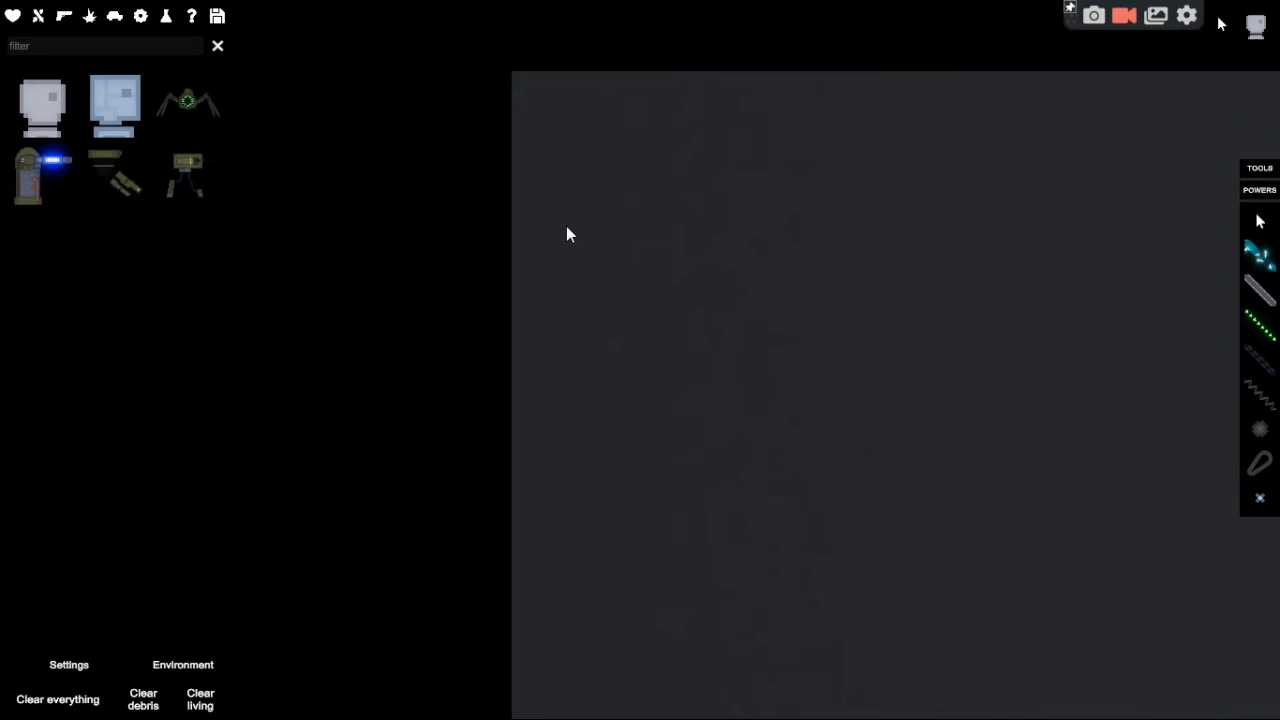 filter
TOOLS
POWERS
Settings
Environment
Clear everything
Clear
debris
Clear
living